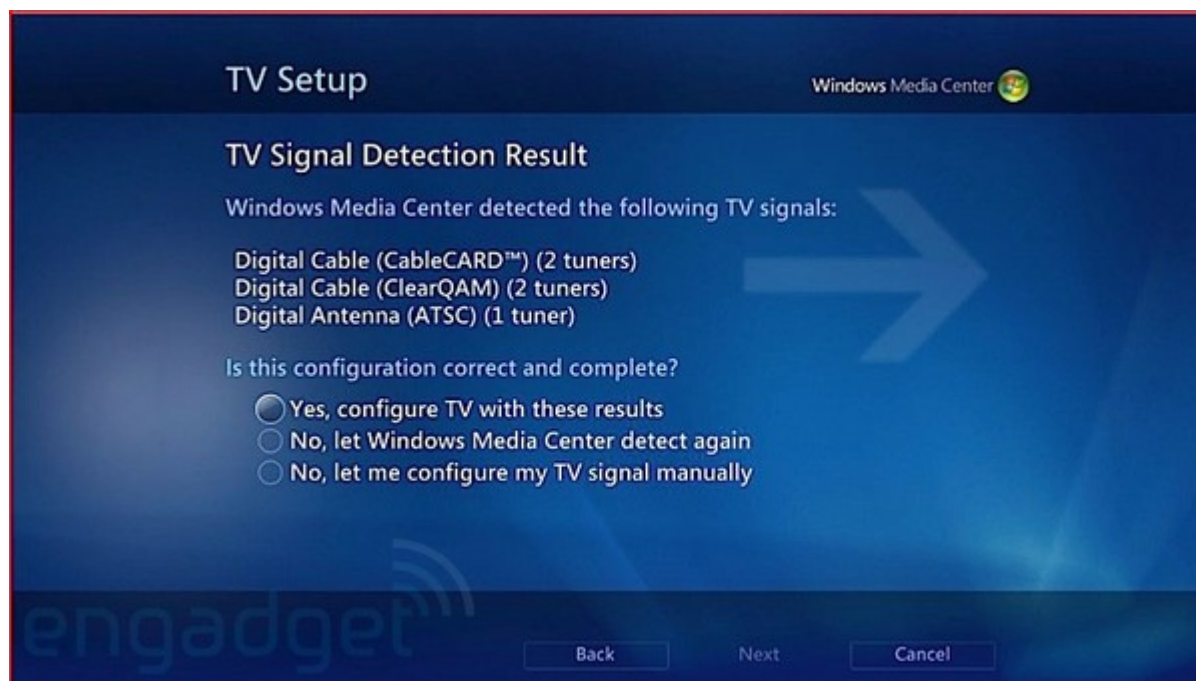 TV Setup
Windows Media Center
TV Signal Detection Result
Windows Media Center detected the following TV signals:
Digital Cable (CableCARD™) (2 tuners)
Digital Cable (ClearQAM) (2 tuners)
Digital Antenna (ATSC) (1 tuner)
Is this configuration correct and complete?
Yes, configure TV with these results
No, let Windows Media Center detect again
No, let me configure my TV signal manually
engadget
Back Next Cancel